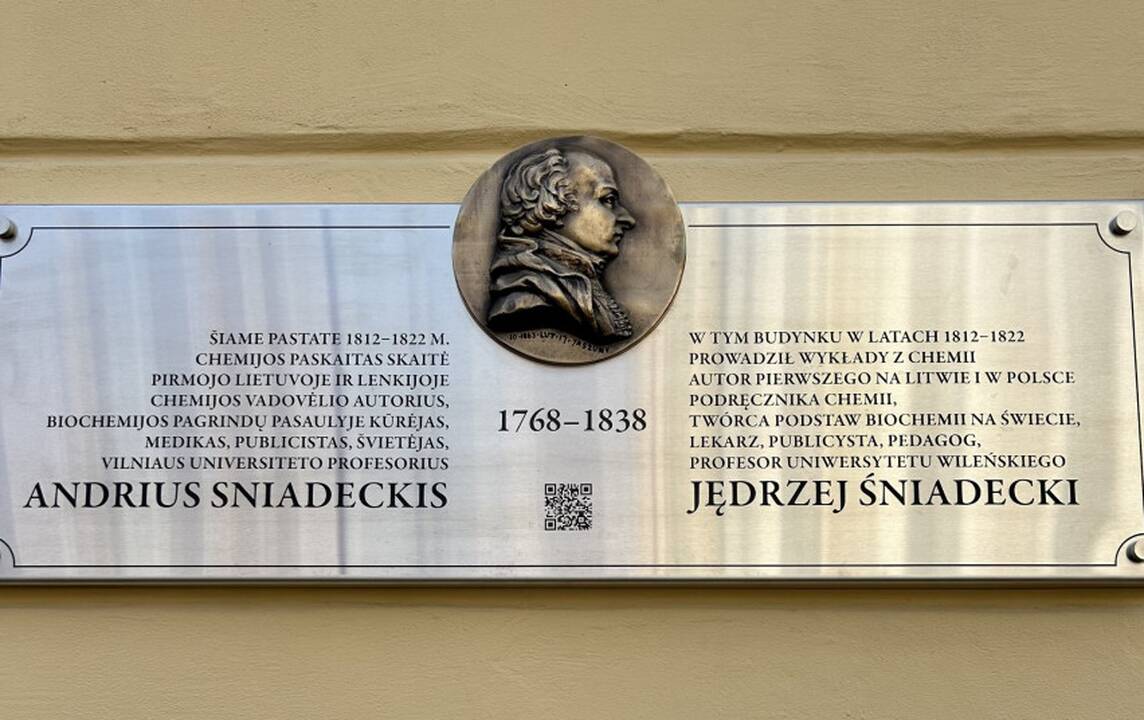 ŠIAME PASTATE 1812–1822 M.
CHEMIJOS PASKAITAS SKAITĖ
PIRMOJO LIETUVOJE IR LENKIJOJE
CHEMIJOS VADOVĖLIO AUTORIUS,
BIOCHEMIJOS PAGRINDŲ PASAULYJE KŪRĖJAS,
MEDIKAS, PUBLICISTAS, ŠVIETĖJAS,
VILNIAUS UNIVERSITETO PROFESORIUS
ANDRIUS SNIADECKIS
1768–1838
W TYM BUDYNKU W LATACH 1812–1822
PROWADZIŁ WYKŁADY Z CHEMII
AUTOR PIERWSZEGO NA LITWIE I W POLSCE
PODRĘCZNIKA CHEMII,
TWÓRCA PODSTAW BIOCHEMII NA ŚWIECIE,
LEKARZ, PUBLICYSTA, PEDAGOG,
PROFESOR UNIWERSYTETU WILEŃSKIEGO
JĘDRZEJ ŚNIADECKI